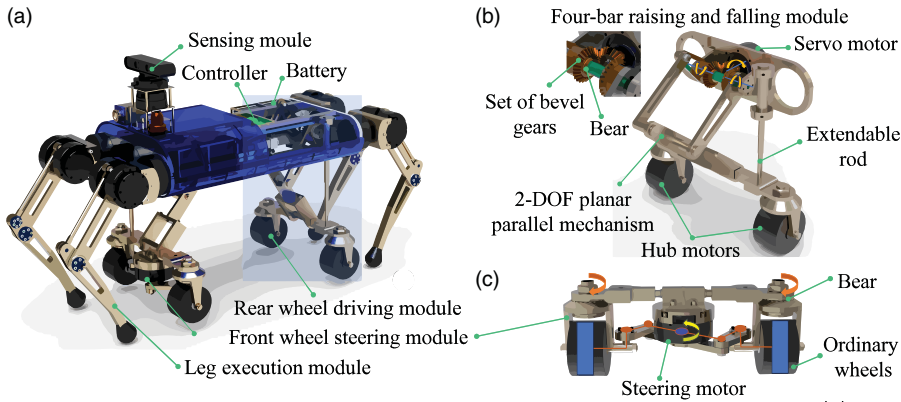 (a)
Sensing moule
Controller
Battery
Rear wheel driving module
Front wheel steering module
Leg execution module
(b)
Four-bar raising and falling module
Servo motor
Set of bevel
gears
Bear
Extendable
rod
2-DOF planar
parallel mechanism
Hub motors
(c)
Bear
Ordinary
wheels
Steering motor